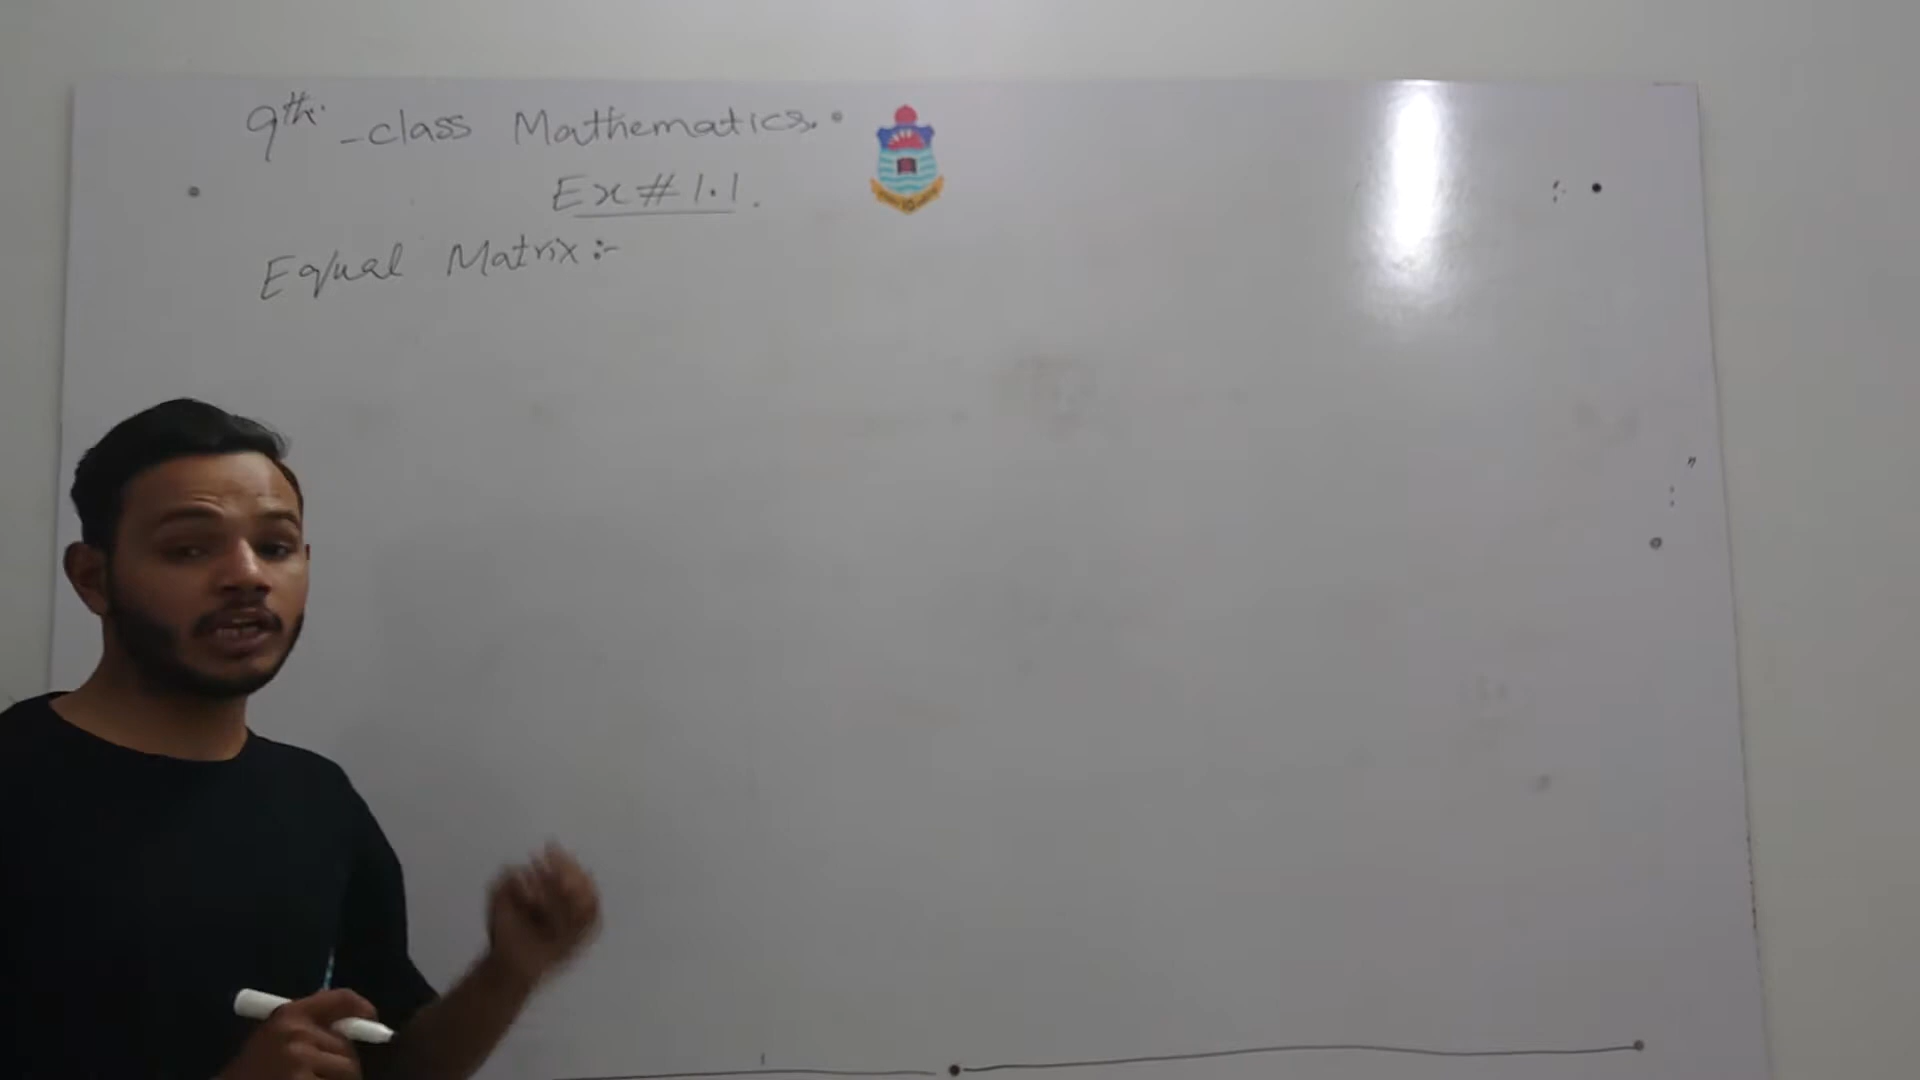 9th. -class Mathematics.
Ex # 1.1.
Equal Matrix:-